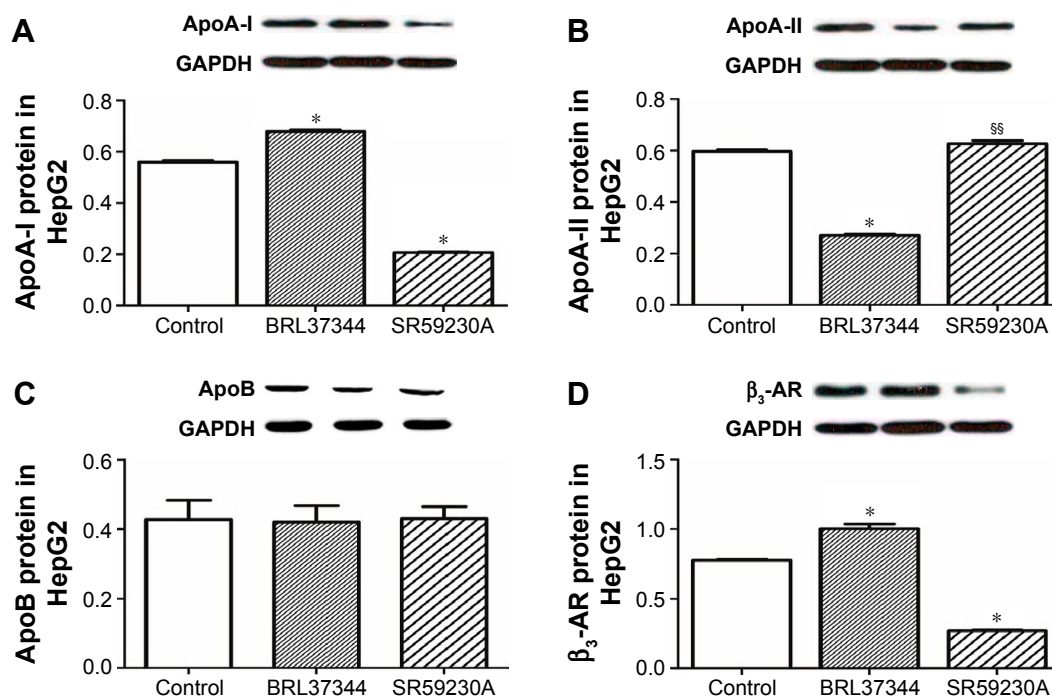 A
ApoA-I
GAPDH
ApoA-I protein in
HepG2
0.8
0.6
0.4
0.2
0.0
*
*
Control BRL37344 SR59230A
B
ApoA-II
GAPDH
ApoA-II protein in
HepG2
0.8
0.6
0.4
0.2
0.0
*
§§
Control BRL37344 SR59230A
C
ApoB
GAPDH
ApoB protein in
HepG2
0.6
0.4
0.2
0.0
Control BRL37344 SR59230A
D
β₃-AR
GAPDH
β₃-AR protein in
HepG2
1.5
1.0
0.5
0.0
*
*
Control BRL37344 SR59230A